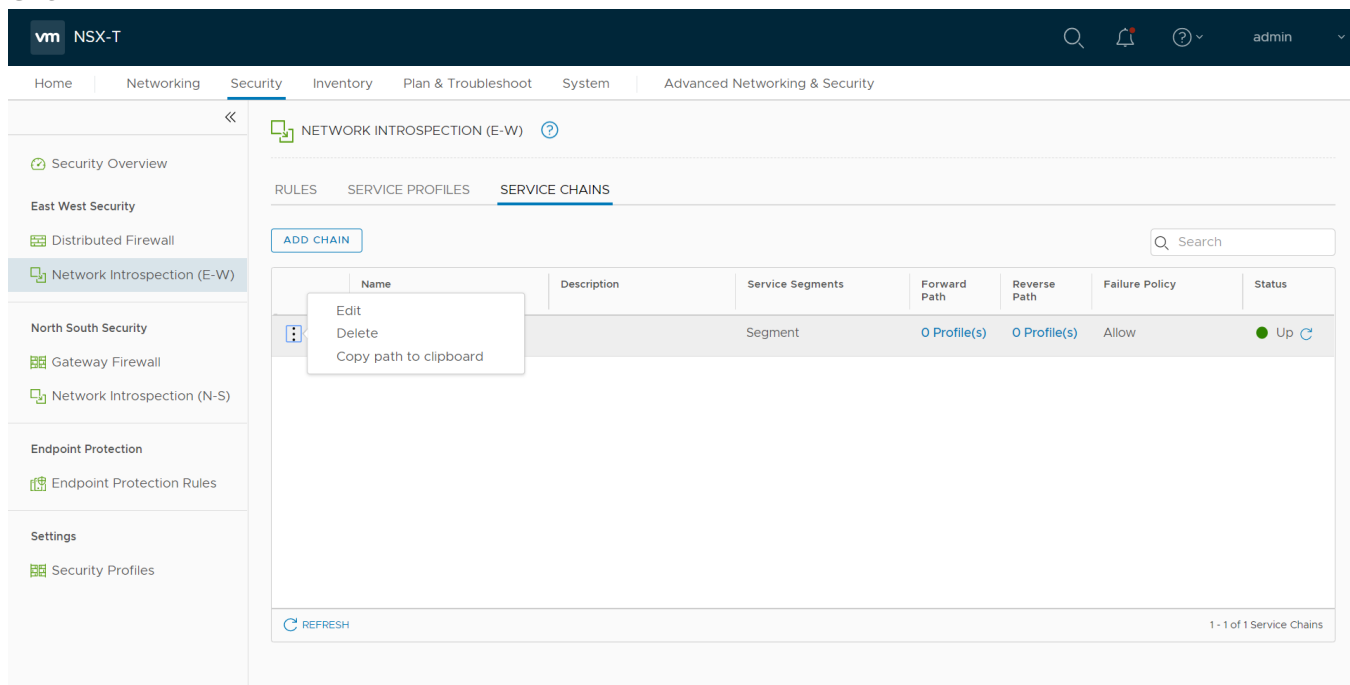 vm NSX-T
admin
Home Networking Security Inventory Plan & Troubleshoot System Advanced Networking & Security
NETWORK INTROSPECTION (E-W)
Security Overview
East West Security
Distributed Firewall
Network Introspection (E-W)
North South Security
Gateway Firewall
Network Introspection (N-S)
Endpoint Protection
Endpoint Protection Rules
Settings
Security Profiles
RULES SERVICE PROFILES SERVICE CHAINS
ADD CHAIN
Search
Name Description Service Segments Forward Path Reverse Path Failure Policy Status
Edit
Delete
Copy path to clipboard
Segment 0 Profile(s) 0 Profile(s) Allow Up
REFRESH
1 - 1 of 1 Service Chains